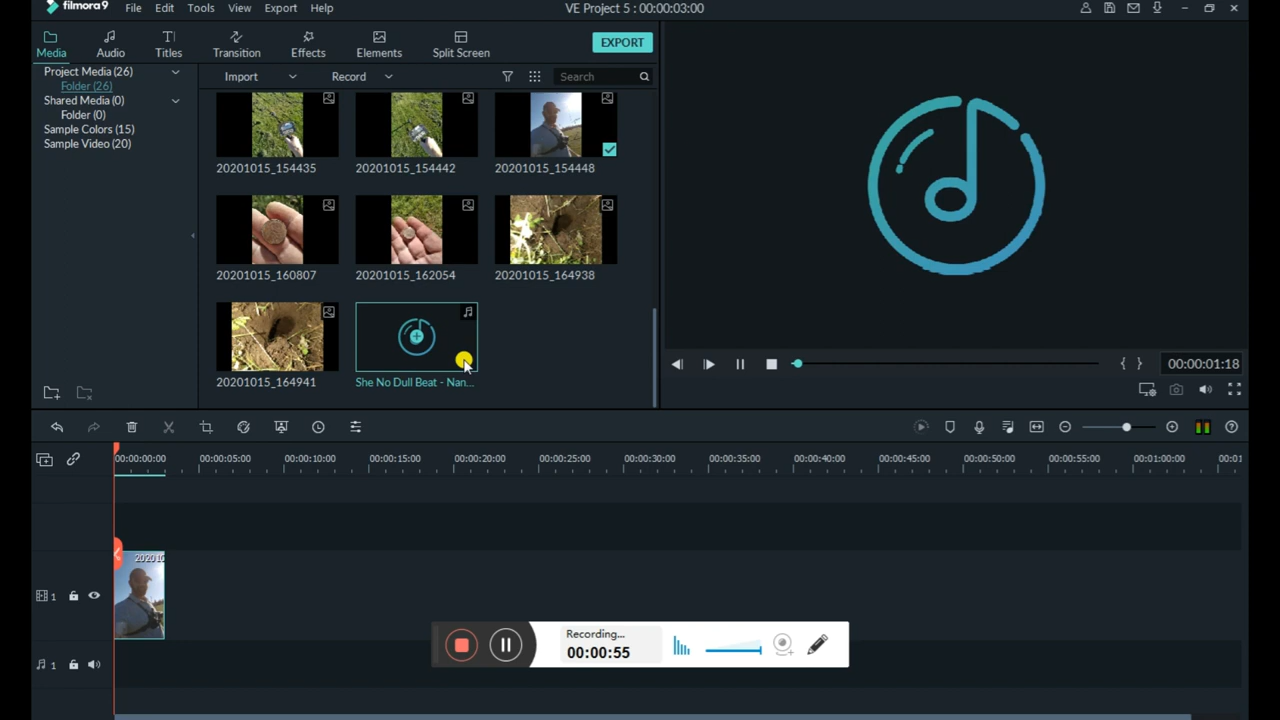 filmora9 File Edit Tools View Export Help VE Project 5 : 00:00:03:00
Media Audio Titles Transition Effects Elements Split Screen EXPORT
Project Media (26)
Folder (26)
Shared Media (0)
Folder (0)
Sample Colors (15)
Sample Video (20)
Import Record Search
20201015_154435 20201015_154442 20201015_154448
20201015_160807 20201015_162054 20201015_164938
20201015_164941 She No Dull Beat - Nan...
00:00:01:18
00:00:00:00 00:00:05:00 00:00:10:00 00:00:15:00 00:00:20:00 00:00:25:00 00:00:30:00 00:00:35:00 00:00:40:00 00:00:45:00 00:00:50:00 00:00:55:00 00:01:00:00 00:01
202010
1
1
Recording...
00:00:55